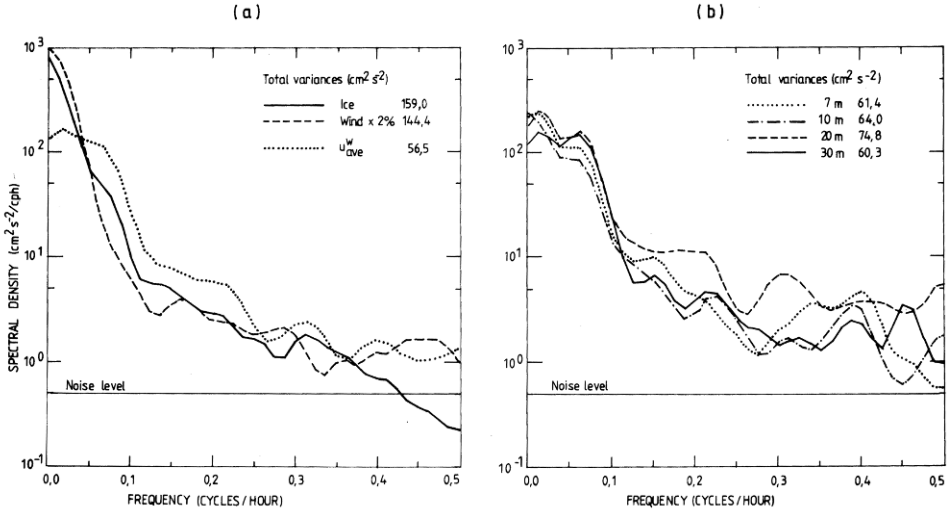 (a)
SPECTRAL DENSITY (cm² s⁻²/cph)
10³
10²
10¹
10⁰
10⁻¹
Total variances (cm² s⁻²)
Ice 159,0
Wind × 2% 144,4
u^w_ave 56,5
Noise level
0,0 0,1 0,2 0,3 0,4 0,5
FREQUENCY (CYCLES / HOUR)
(b)
10³
10²
10¹
10⁰
10⁻¹
Total variances (cm² s⁻²)
7 m 61,4
10 m 64,0
20 m 74,8
30 m 60,3
Noise level
0,0 0,1 0,2 0,3 0,4 0,5
FREQUENCY (CYCLES / HOUR)